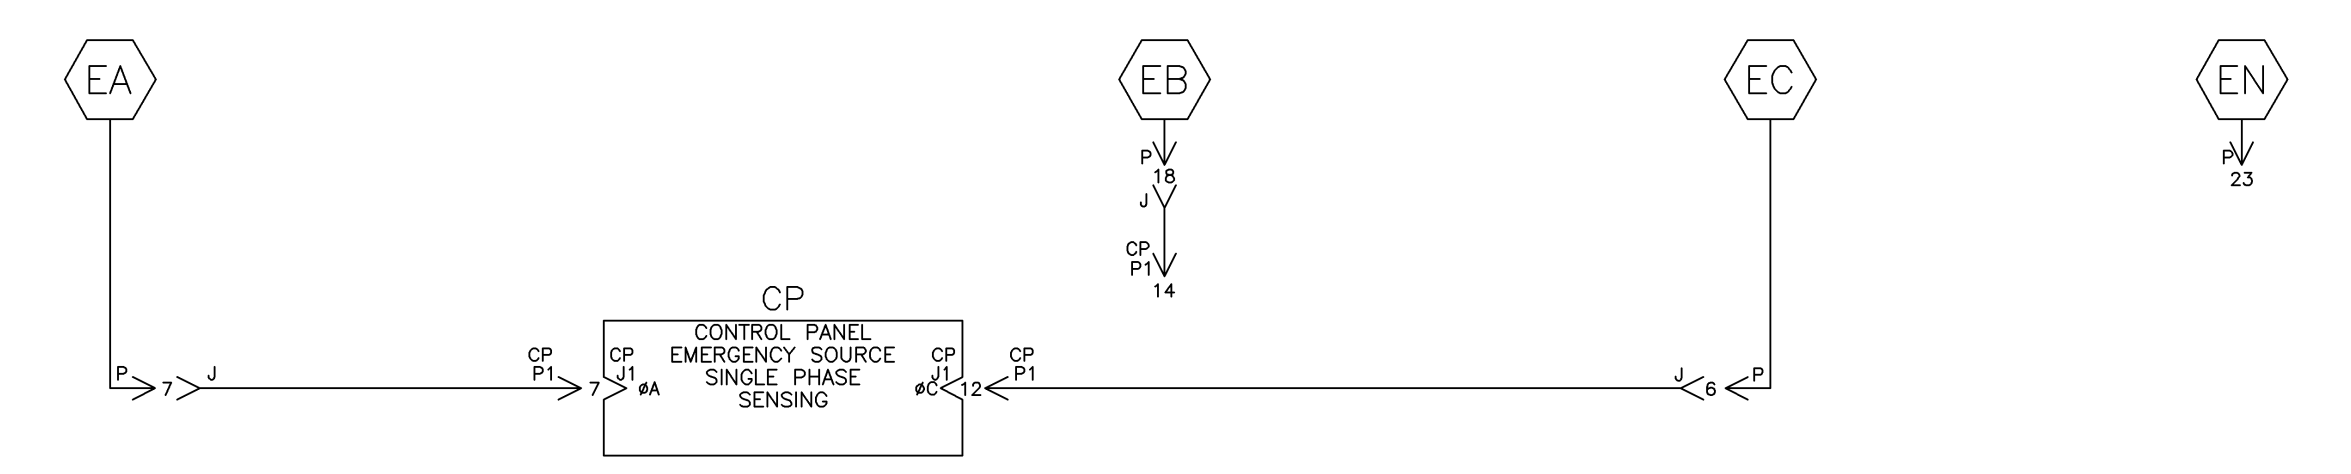 EA
EB
EC
EN
P
18
J
CP
P1
14
P
23
CP
CONTROL PANEL
EMERGENCY SOURCE
SINGLE PHASE
SENSING
P
7
J
CP
P1
7
CP
J1
øA
CP
J1
øC
12
CP
P1
J
6
P